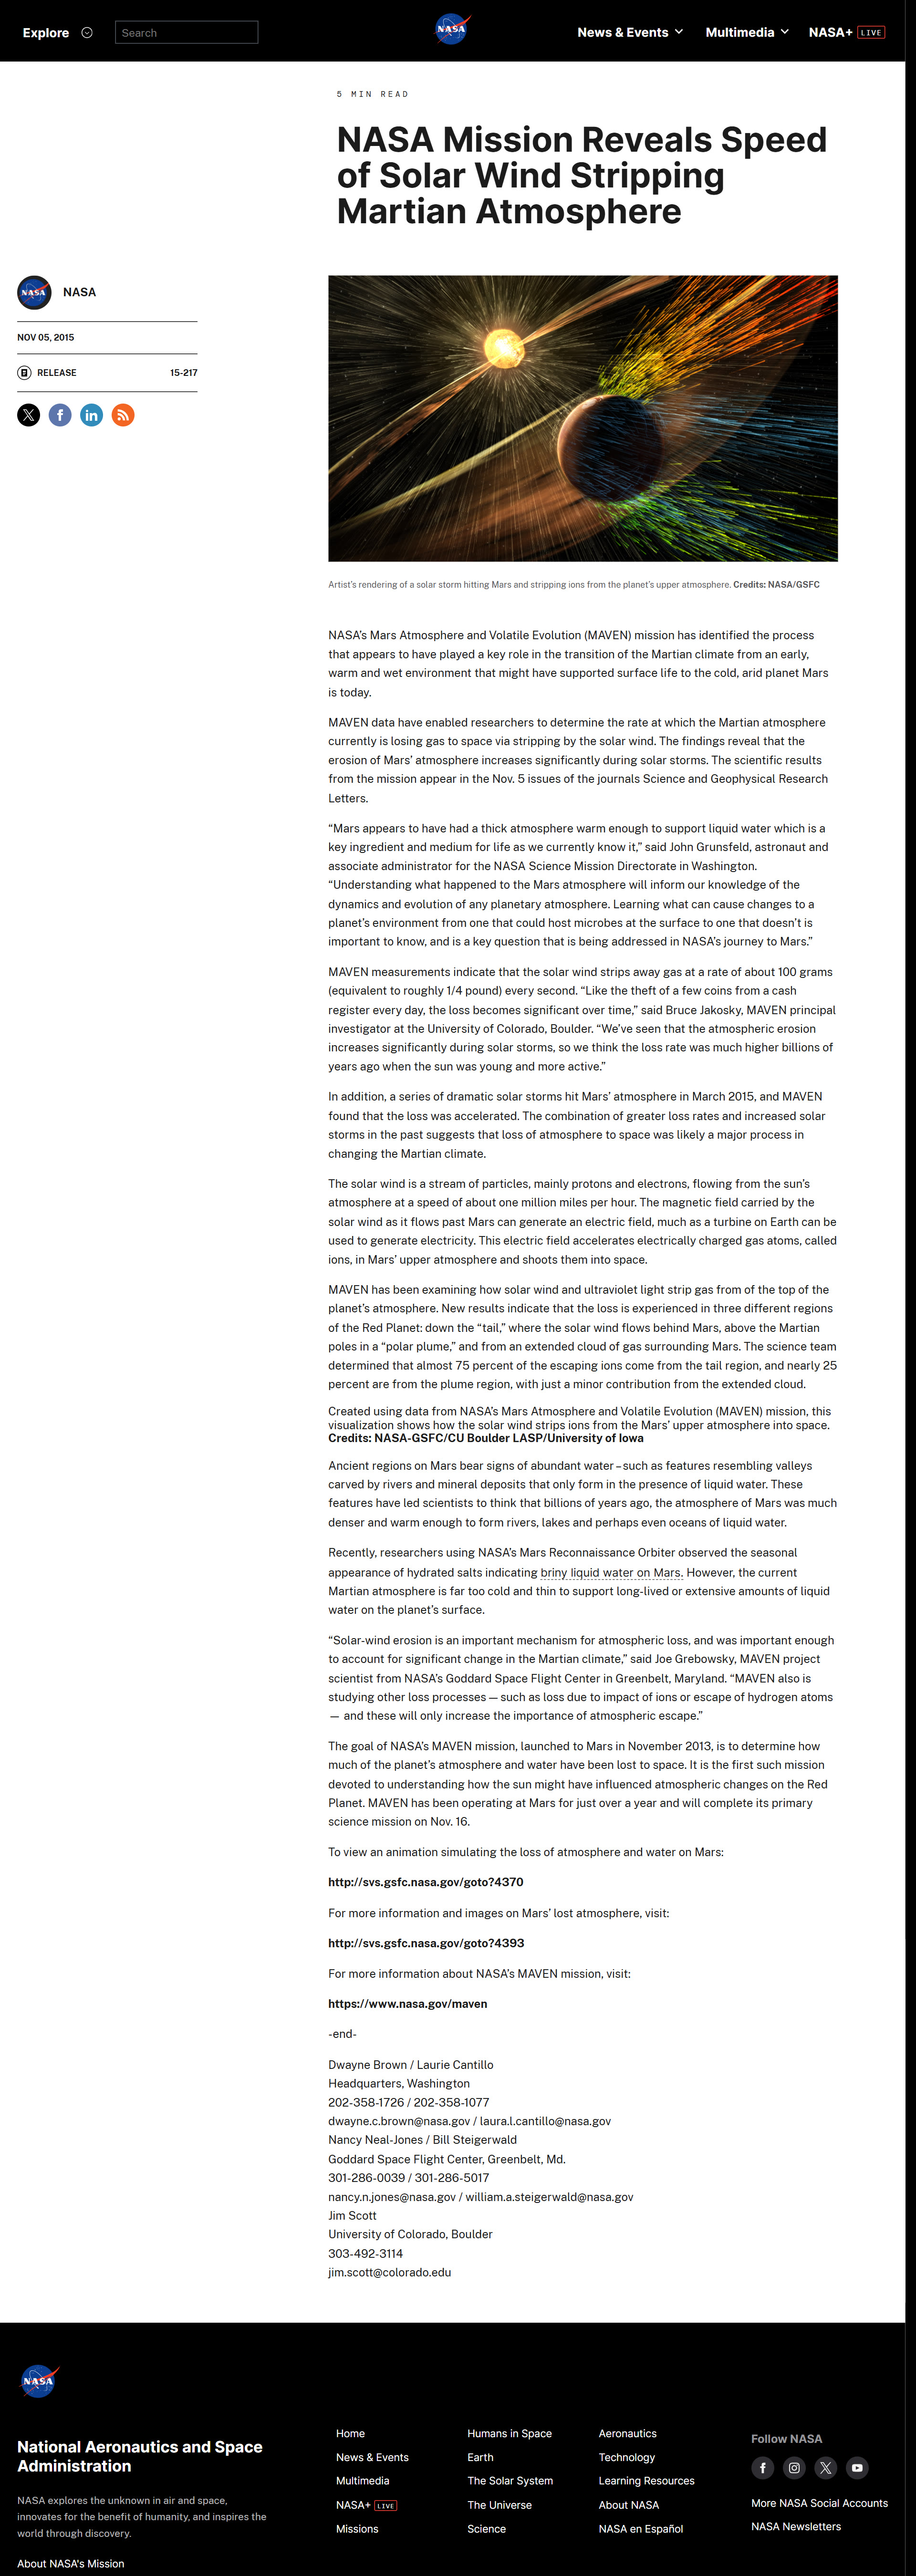 Explore
Search
NASA
News & Events
Multimedia
NASA+ LIVE
5 MIN READ
NASA Mission Reveals Speed
of Solar Wind Stripping
Martian Atmosphere
NASA
NASA
NOV 05, 2015
RELEASE 15-217
Artist's rendering of a solar storm hitting Mars and stripping ions from the planet's upper atmosphere. Credits: NASA/GSFC
NASA's Mars Atmosphere and Volatile Evolution (MAVEN) mission has identified the process
that appears to have played a key role in the transition of the Martian climate from an early,
warm and wet environment that might have supported surface life to the cold, arid planet Mars
is today.
MAVEN data have enabled researchers to determine the rate at which the Martian atmosphere
currently is losing gas to space via stripping by the solar wind. The findings reveal that the
erosion of Mars' atmosphere increases significantly during solar storms. The scientific results
from the mission appear in the Nov. 5 issues of the journals Science and Geophysical Research
Letters.
“Mars appears to have had a thick atmosphere warm enough to support liquid water which is a
key ingredient and medium for life as we currently know it,” said John Grunsfeld, astronaut and
associate administrator for the NASA Science Mission Directorate in Washington.
“Understanding what happened to the Mars atmosphere will inform our knowledge of the
dynamics and evolution of any planetary atmosphere. Learning what can cause changes to a
planet's environment from one that could host microbes at the surface to one that doesn't is
important to know, and is a key question that is being addressed in NASA's journey to Mars.”
MAVEN measurements indicate that the solar wind strips away gas at a rate of about 100 grams
(equivalent to roughly 1/4 pound) every second. “Like the theft of a few coins from a cash
register every day, the loss becomes significant over time,” said Bruce Jakosky, MAVEN principal
investigator at the University of Colorado, Boulder. “We've seen that the atmospheric erosion
increases significantly during solar storms, so we think the loss rate was much higher billions of
years ago when the sun was young and more active.”
In addition, a series of dramatic solar storms hit Mars' atmosphere in March 2015, and MAVEN
found that the loss was accelerated. The combination of greater loss rates and increased solar
storms in the past suggests that loss of atmosphere to space was likely a major process in
changing the Martian climate.
The solar wind is a stream of particles, mainly protons and electrons, flowing from the sun's
atmosphere at a speed of about one million miles per hour. The magnetic field carried by the
solar wind as it flows past Mars can generate an electric field, much as a turbine on Earth can be
used to generate electricity. This electric field accelerates electrically charged gas atoms, called
ions, in Mars' upper atmosphere and shoots them into space.
MAVEN has been examining how solar wind and ultraviolet light strip gas from of the top of the
planet's atmosphere. New results indicate that the loss is experienced in three different regions
of the Red Planet: down the “tail,” where the solar wind flows behind Mars, above the Martian
poles in a “polar plume,” and from an extended cloud of gas surrounding Mars. The science team
determined that almost 75 percent of the escaping ions come from the tail region, and nearly 25
percent are from the plume region, with just a minor contribution from the extended cloud.
Created using data from NASA's Mars Atmosphere and Volatile Evolution (MAVEN) mission, this
visualization shows how the solar wind strips ions from the Mars' upper atmosphere into space.
Credits: NASA-GSFC/CU Boulder LASP/University of Iowa
Ancient regions on Mars bear signs of abundant water – such as features resembling valleys
carved by rivers and mineral deposits that only form in the presence of liquid water. These
features have led scientists to think that billions of years ago, the atmosphere of Mars was much
denser and warm enough to form rivers, lakes and perhaps even oceans of liquid water.
Recently, researchers using NASA's Mars Reconnaissance Orbiter observed the seasonal
appearance of hydrated salts indicating briny liquid water on Mars. However, the current
Martian atmosphere is far too cold and thin to support long-lived or extensive amounts of liquid
water on the planet's surface.
“Solar-wind erosion is an important mechanism for atmospheric loss, and was important enough
to account for significant change in the Martian climate,” said Joe Grebowsky, MAVEN project
scientist from NASA's Goddard Space Flight Center in Greenbelt, Maryland. “MAVEN also is
studying other loss processes — such as loss due to impact of ions or escape of hydrogen atoms
— and these will only increase the importance of atmospheric escape.”
The goal of NASA's MAVEN mission, launched to Mars in November 2013, is to determine how
much of the planet's atmosphere and water have been lost to space. It is the first such mission
devoted to understanding how the sun might have influenced atmospheric changes on the Red
Planet. MAVEN has been operating at Mars for just over a year and will complete its primary
science mission on Nov. 16.
To view an animation simulating the loss of atmosphere and water on Mars:
http://svs.gsfc.nasa.gov/goto?4370
For more information and images on Mars' lost atmosphere, visit:
http://svs.gsfc.nasa.gov/goto?4393
For more information about NASA's MAVEN mission, visit:
https://www.nasa.gov/maven
-end-
Dwayne Brown / Laurie Cantillo
Headquarters, Washington
202-358-1726 / 202-358-1077
dwayne.c.brown@nasa.gov / laura.l.cantillo@nasa.gov
Nancy Neal-Jones / Bill Steigerwald
Goddard Space Flight Center, Greenbelt, Md.
301-286-0039 / 301-286-5017
nancy.n.jones@nasa.gov / william.a.steigerwald@nasa.gov
Jim Scott
University of Colorado, Boulder
303-492-3114
jim.scott@colorado.edu
NASA
National Aeronautics and Space
Administration
NASA explores the unknown in air and space,
innovates for the benefit of humanity, and inspires the
world through discovery.
About NASA's Mission
Home
News & Events
Multimedia
NASA+ LIVE
Missions
Humans in Space
Earth
The Solar System
The Universe
Science
Aeronautics
Technology
Learning Resources
About NASA
NASA en Español
Follow NASA
More NASA Social Accounts
NASA Newsletters